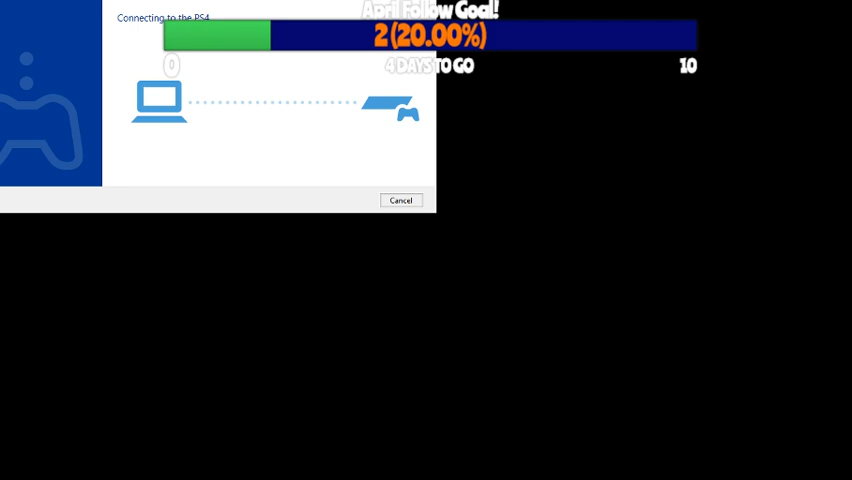 April Follow Goal!
Connecting to the PS4
2 (20.00%)
0
4 DAYS TO GO
10
Cancel